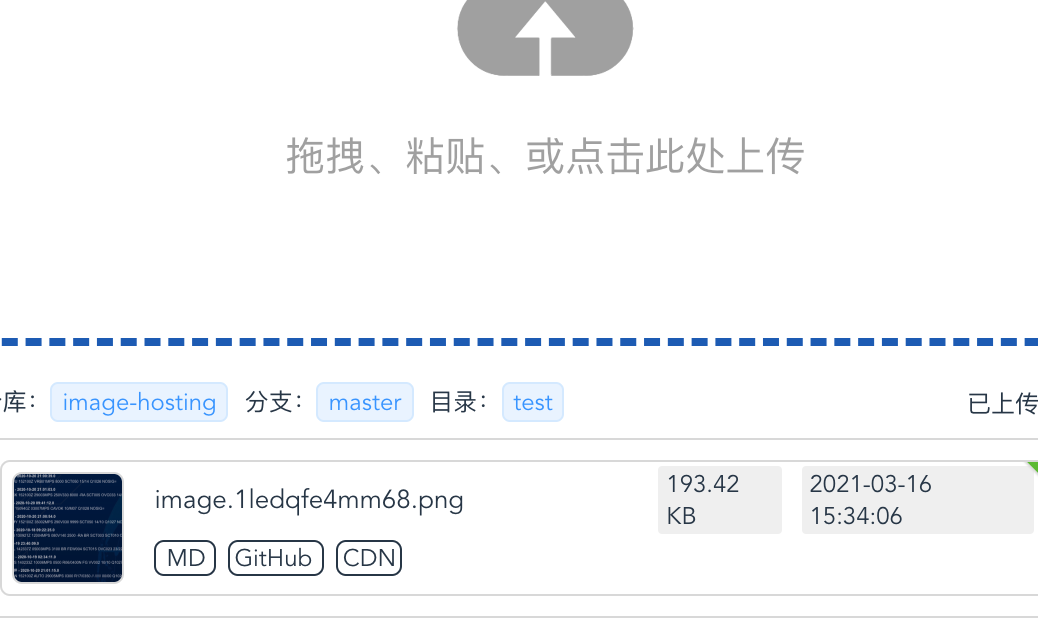 拖拽、粘贴、或点击此处上传
库： image-hosting 分支： master 目录： test 已上传
image.1ledqfe4mm68.png
193.42
KB
2021-03-16
15:34:06
MD GitHub CDN